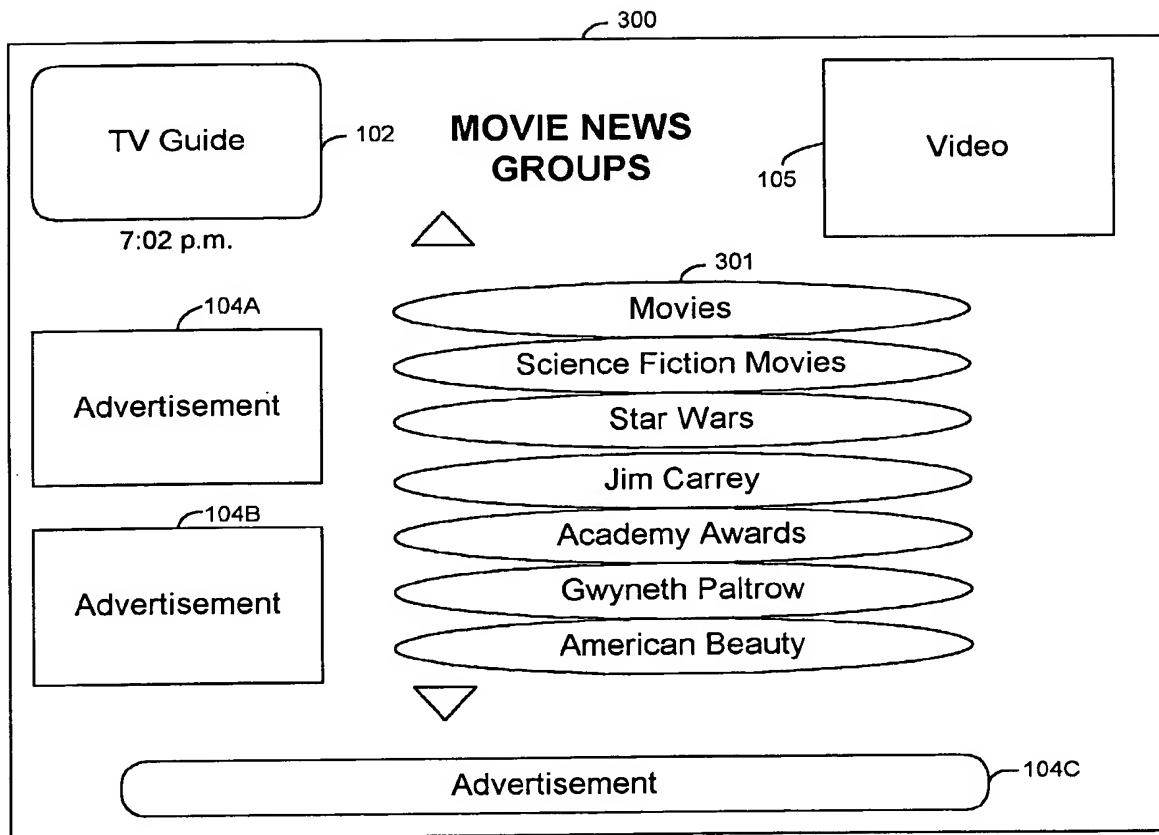 300
TV Guide
102
MOVIE NEWS
GROUPS
105
Video
7:02 p.m.
301
104A
Advertisement
104B
Advertisement
Movies
Science Fiction Movies
Star Wars
Jim Carrey
Academy Awards
Gwyneth Paltrow
American Beauty
Advertisement
104C